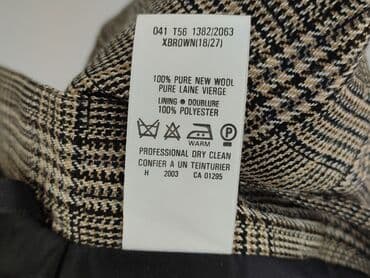 041 T56 1382/2063
XBROWN(18/27)
100% PURE NEW WOOL
PURE LAINE VIERGE
LINING ● DOUBLURE
100% POLYESTER
P
WARM
PROFESSIONAL DRY CLEAN
CONFIER A UN TEINTURIER
H 2003 CA 01295